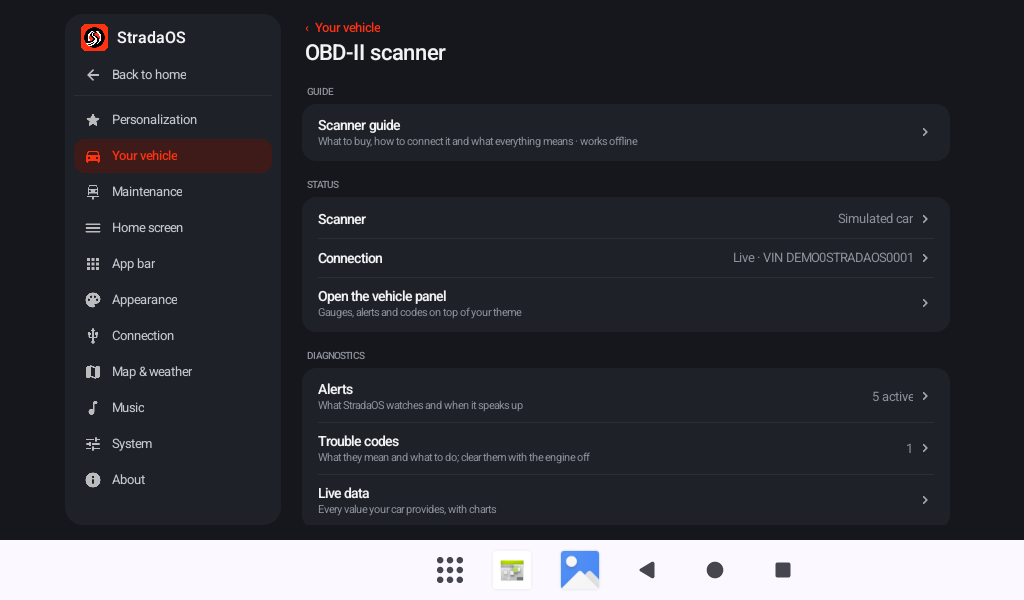 StradaOS
Back to home
Personalization
Your vehicle
Maintenance
Home screen
App bar
Appearance
Connection
Map & weather
Music
System
About
‹ Your vehicle
OBD-II scanner
GUIDE
Scanner guide
What to buy, how to connect it and what everything means · works offline
STATUS
Scanner
Simulated car
Connection
Live · VIN DEMO0STRADAOS0001
Open the vehicle panel
Gauges, alerts and codes on top of your theme
DIAGNOSTICS
Alerts
What StradaOS watches and when it speaks up
5 active
Trouble codes
What they mean and what to do; clear them with the engine off
1
Live data
Every value your car provides, with charts